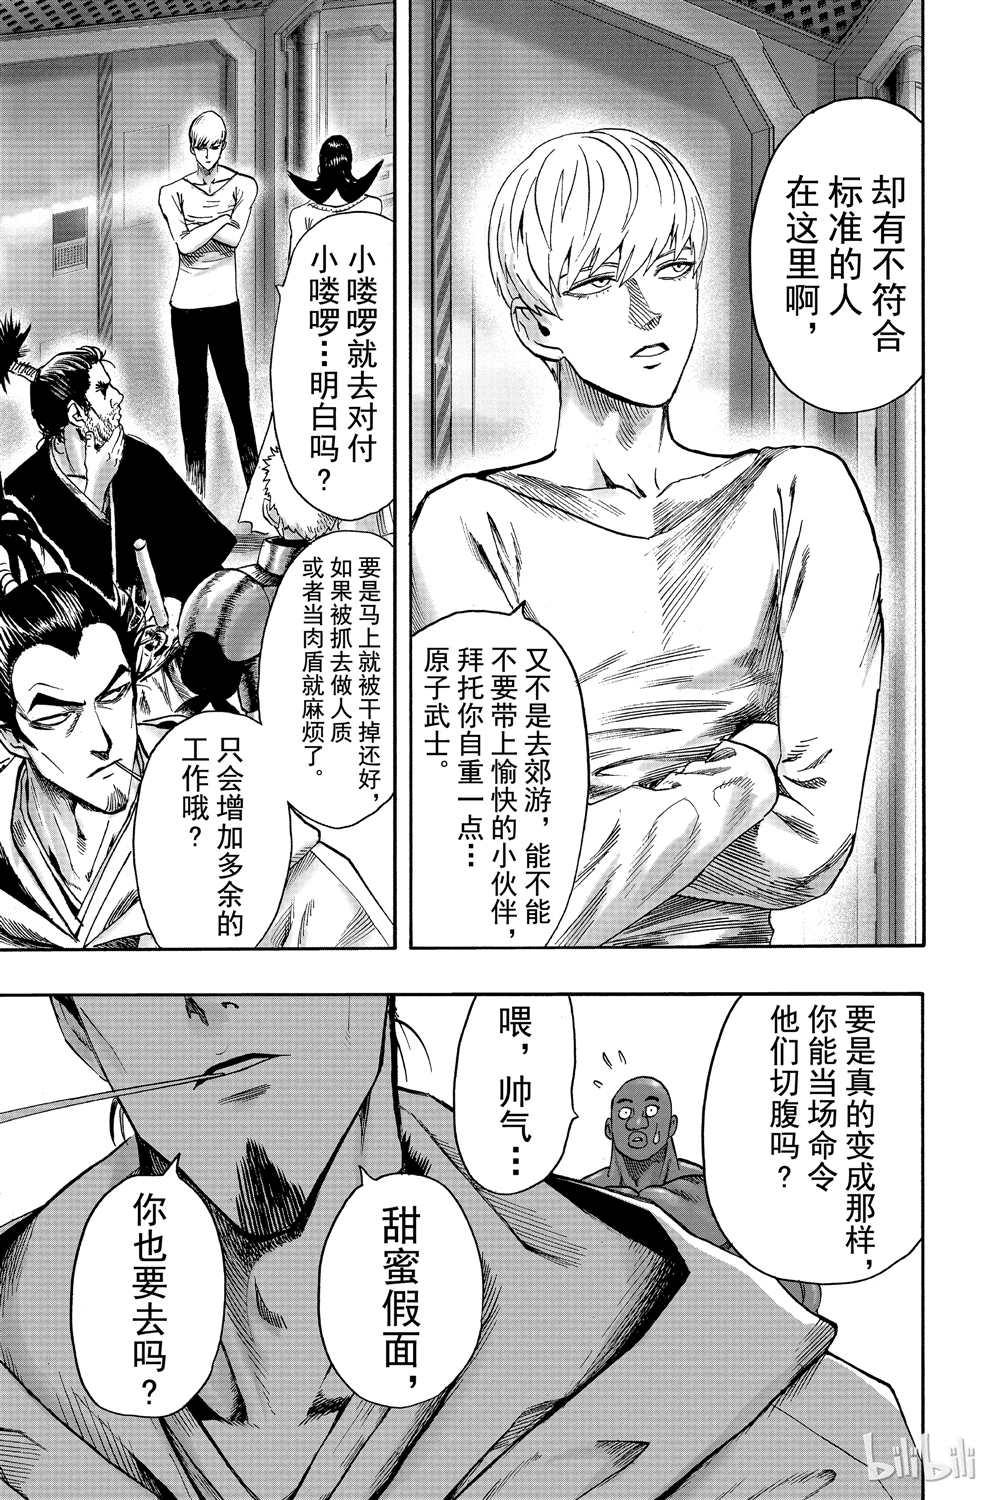 却有不符合
标准的人
在这里啊，
又不是去郊游，能不能
不要带上愉快的小伙伴，
拜托你自重一点…
原子武士。
小喽啰就去对付
小喽啰…明白吗？
要是马上就被干掉还好，
如果被抓去做人质
或者当肉盾就麻烦了。
只会增加多余的
工作哦？
要是真的变成那样，
你能当场命令
他们切腹吗？
喂，帅气…
甜蜜假面，
你也要去吗？
bilibili